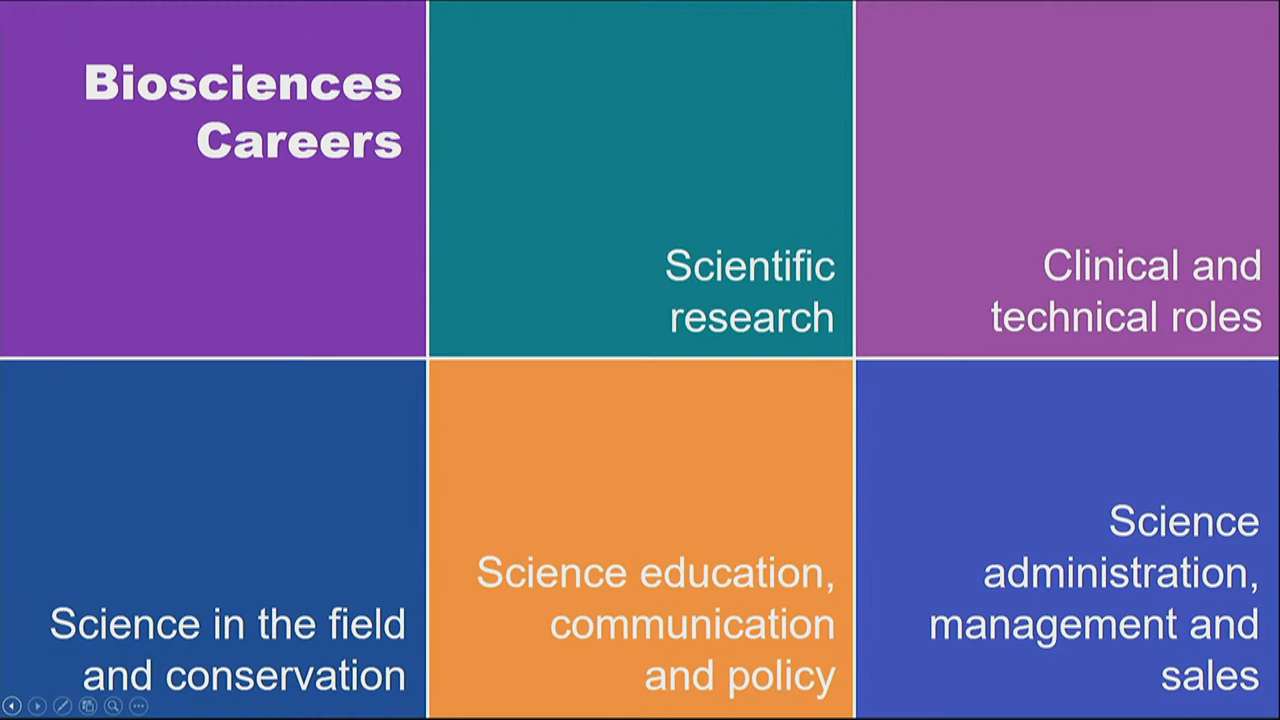 Biosciences
Careers
Scientific
research
Clinical and
technical roles
Science in the field
and conservation
Science education,
communication
and policy
Science
administration,
management and
sales